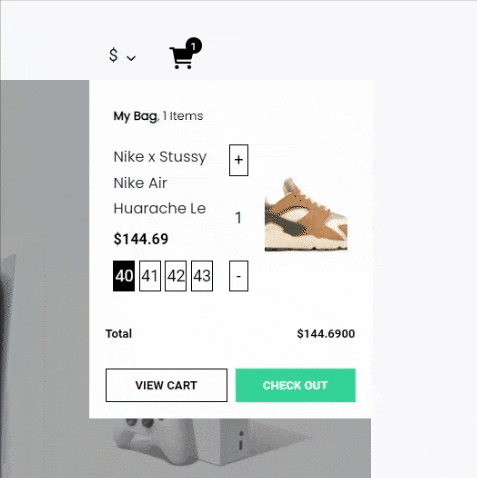 $
1
My Bag, 1 Items
Nike x Stussy
Nike Air
Huarache Le
$144.69
40 41 42 43
+
1
-
Total $144.6900
VIEW CART CHECK OUT